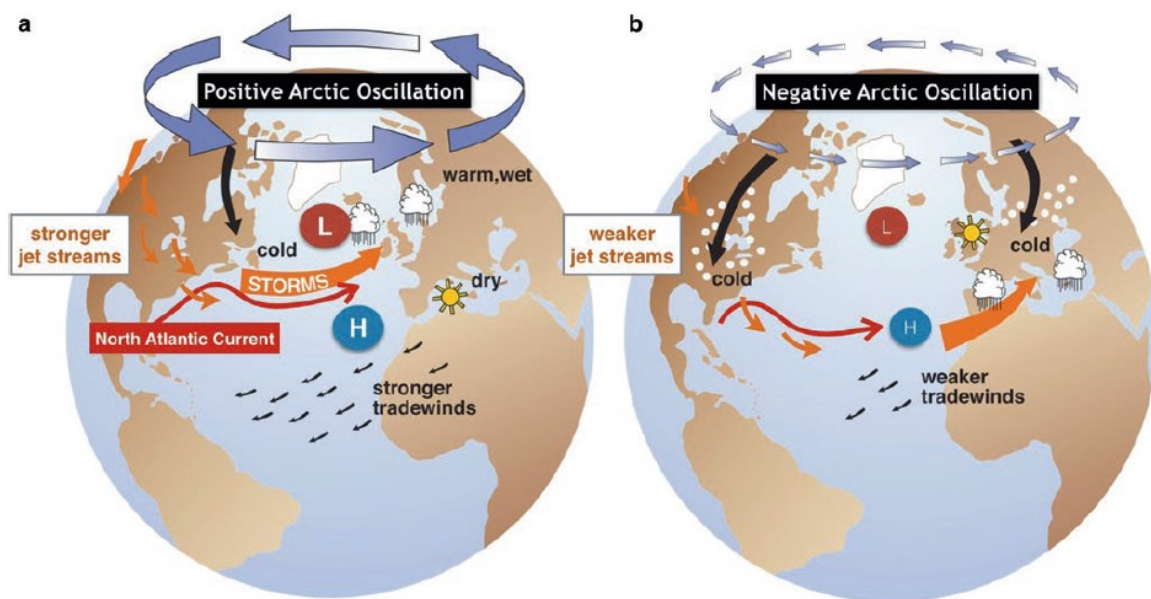 a
Positive Arctic Oscillation
warm,wet
stronger
jet streams
L
cold
STORMS
dry
North Atlantic Current
H
stronger
tradewinds
b
Negative Arctic Oscillation
weaker
jet streams
L
cold
cold
H
weaker
tradewinds